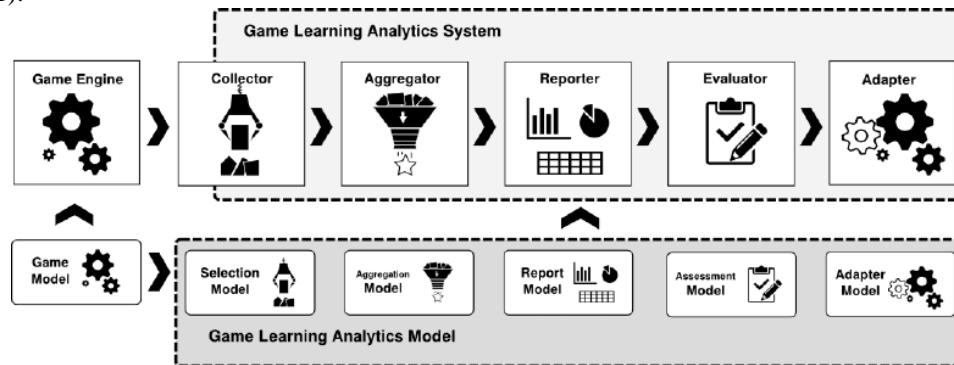 Game Learning Analytics System
Game Engine
Collector
Aggregator
Reporter
Evaluator
Adapter
Game
Model
Selection
Model
Aggregation
Model
Report
Model
Assessment
Model
Adapter
Model
Game Learning Analytics Model